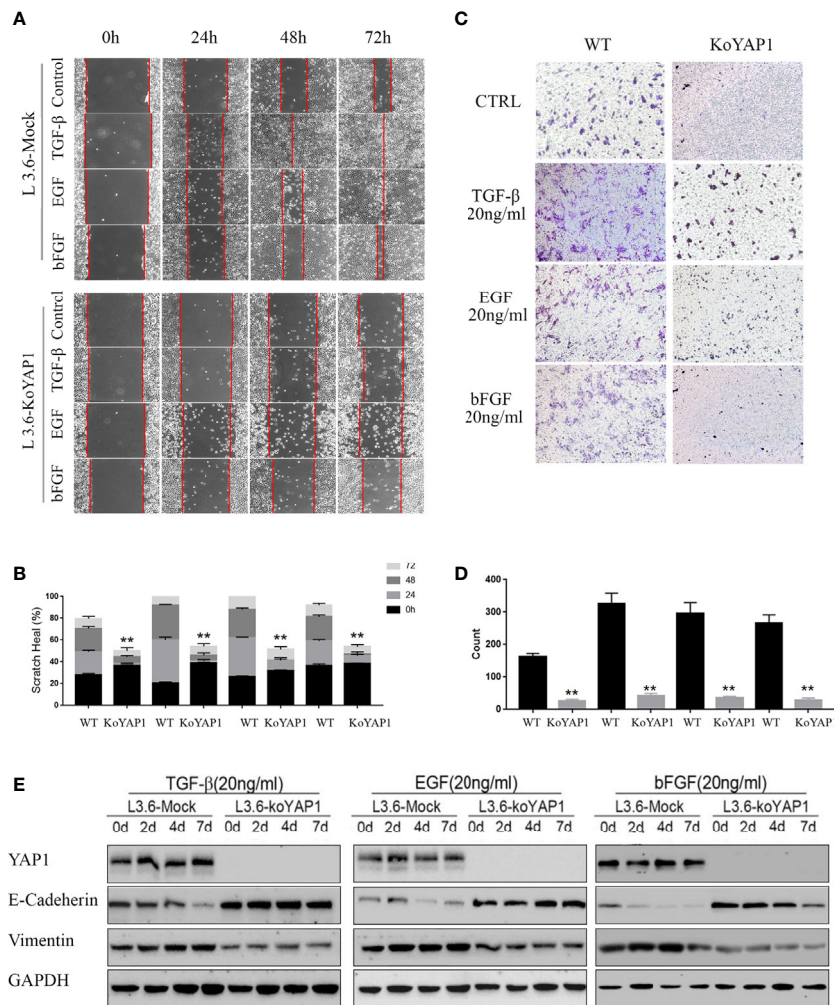 A
0h 24h 48h 72h
L 3.6-Mock
Control
TGF-β
EGF
bFGF
L 3.6-KoYAP1
Control
TGF-β
EGF
bFGF
C
WT KoYAP1
CTRL
TGF-β
20ng/ml
EGF
20ng/ml
bFGF
20ng/ml
B
Scratch Heal (%)
100
80
60
40
20
0
72
48
24
0h
** ** ** **
WT KoYAP1 WT KoYAP1 WT KoYAP1 WT KoYAP1
D
Count
400
300
200
100
0
** ** ** **
WT KoYAP1 WT KoYAP1 WT KoYAP1 WT KoYAP1
E
TGF-β(20ng/ml) EGF(20ng/ml) bFGF(20ng/ml)
L3.6-Mock L3.6-koYAP1 L3.6-Mock L3.6-koYAP1 L3.6-Mock L3.6-koYAP1
0d 2d 4d 7d 0d 2d 4d 7d 0d 2d 4d 7d 0d 2d 4d 7d 0d 2d 4d 7d 0d 2d 4d 7d
YAP1
E-Cadeherin
Vimentin
GAPDH